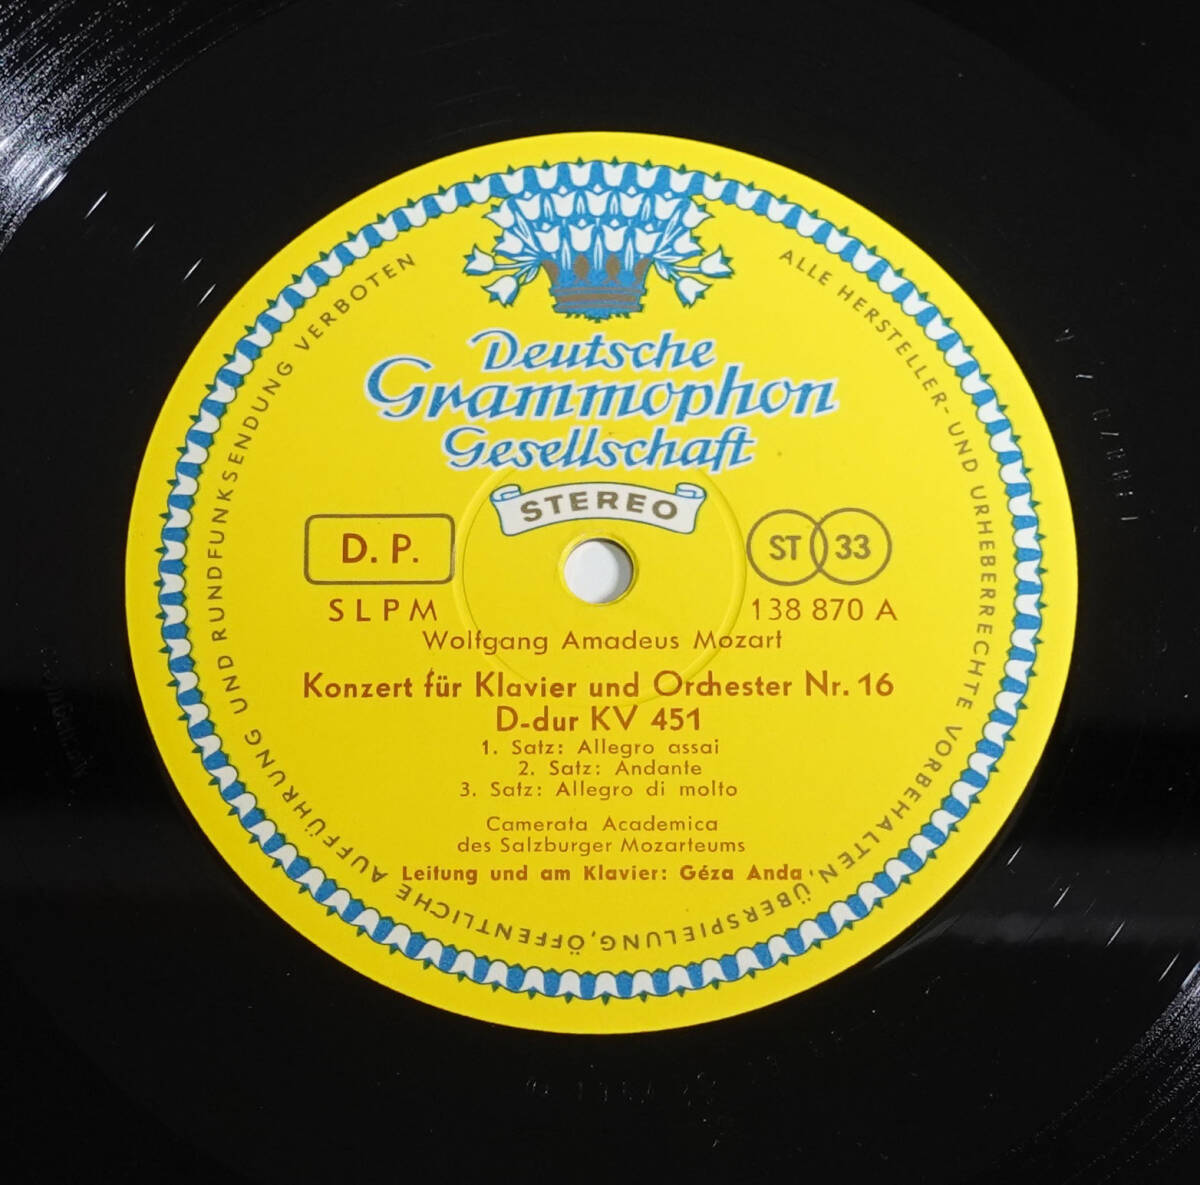 Deutsche
Grammophon
Gesellschaft
STEREO
D. P.
ST 33
SLPM
138 870 A
Wolfgang Amadeus Mozart
Konzert für Klavier und Orchester Nr. 16
D-dur KV 451
1. Satz: Allegro assai
2. Satz: Andante
3. Satz: Allegro di molto
Camerata Academica
des Salzburger Mozarteums
Leitung und am Klavier: Géza Anda
ALLE HERSTELLER- UND URHEBERRECHTE VORBEHALTEN, ÜBERSPIELUNG, ÖFFENTLICHE AUFFÜHRUNG UND RUNDFUNKSENDUNG VERBOTEN